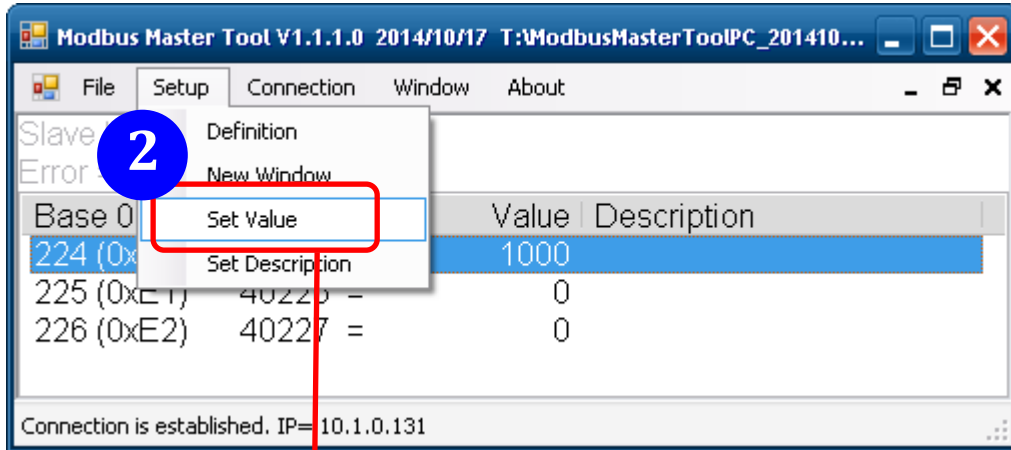 Modbus Master Tool V1.1.1.0 2014/10/17 T:\ModbusMasterToolPC_201410...
File Setup Connection Window About
Slave
Definition
2
Error
New Window
Base 0
Set Value
Value Description
224 (0x
1000
Set Description
225 (0xE1) 40226 = 0
226 (0xE2) 40227 = 0
Connection is established. IP= 10.1.0.131